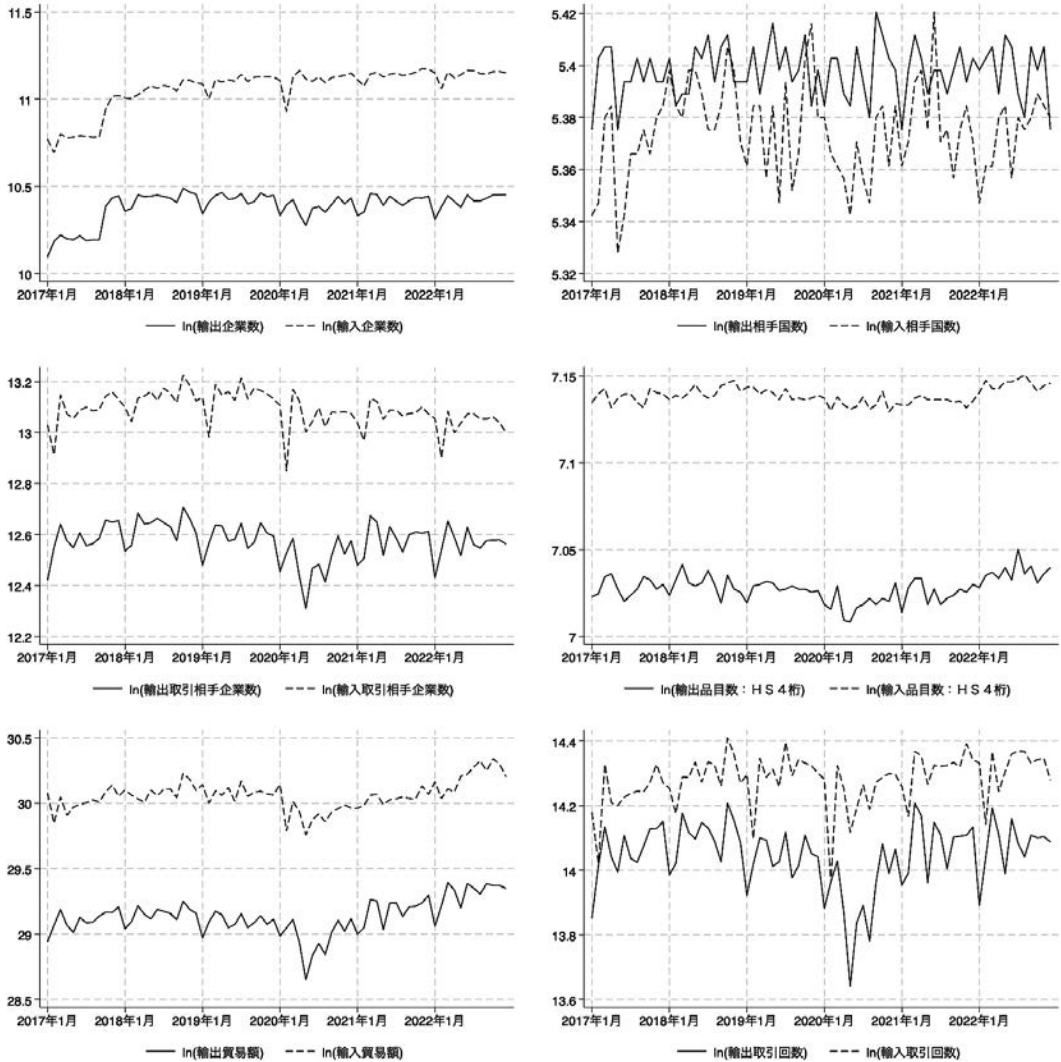 11.5
11
10.5
10
2017年1月 2018年1月 2019年1月 2020年1月 2021年1月 2022年1月
ln(輸出企業数) ln(輸入企業数)
5.42
5.4
5.38
5.36
5.34
5.32
2017年1月 2018年1月 2019年1月 2020年1月 2021年1月 2022年1月
ln(輸出相手国数) ln(輸入相手国数)
13.2
13
12.8
12.6
12.4
12.2
2017年1月 2018年1月 2019年1月 2020年1月 2021年1月 2022年1月
ln(輸出取引相手企業数) ln(輸入取引相手企業数)
7.15
7.1
7.05
7
2017年1月 2018年1月 2019年1月 2020年1月 2021年1月 2022年1月
ln(輸出品目数：ＨＳ４桁) ln(輸入品目数：ＨＳ４桁)
30.5
30
29.5
29
28.5
2017年1月 2018年1月 2019年1月 2020年1月 2021年1月 2022年1月
ln(輸出貿易額) ln(輸入貿易額)
14.4
14.2
14
13.8
13.6
2017年1月 2018年1月 2019年1月 2020年1月 2021年1月 2022年1月
ln(輸出取引回数) ln(輸入取引回数)